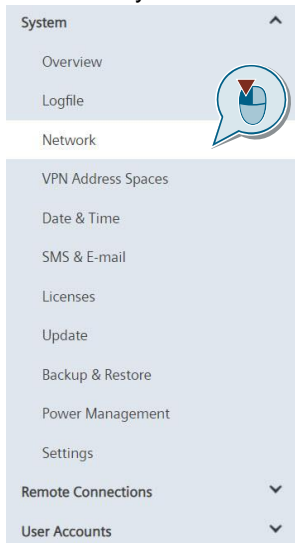 System
Overview
Logfile
Network
VPN Address Spaces
Date & Time
SMS & E-mail
Licenses
Update
Backup & Restore
Power Management
Settings
Remote Connections
User Accounts